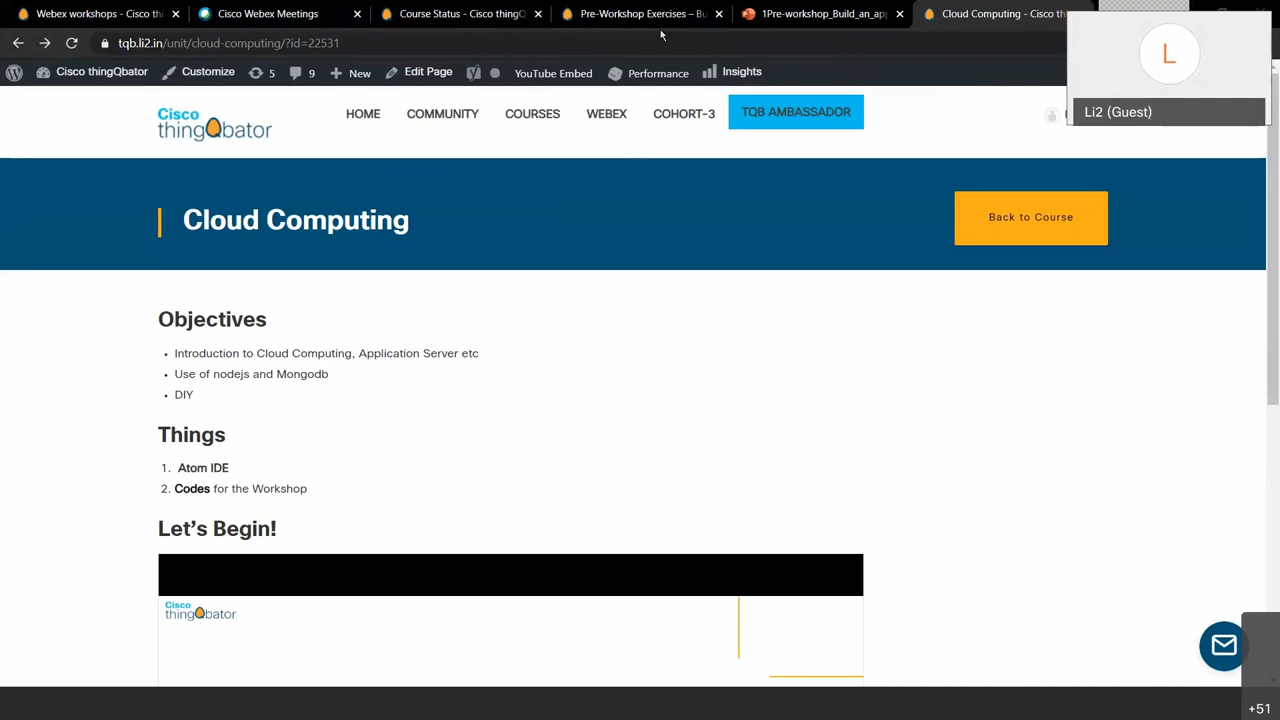 Webex workshops - Cisco thi
Cisco Webex Meetings
Course Status - Cisco thingQ
Pre-Workshop Exercises – Bu
1Pre-workshop_Build_an_app
Cloud Computing - Cisco th
tqb.li2.in/unit/cloud-computing/?id=22531
Cisco thingQbator
Customize
5
9
New
Edit Page
YouTube Embed
Performance
Insights
L
Li2 (Guest)
Cisco
thingQbator
HOME
COMMUNITY
COURSES
WEBEX
COHORT-3
TQB AMBASSADOR
Cloud Computing
Back to Course
Objectives
• Introduction to Cloud Computing, Application Server etc
• Use of nodejs and Mongodb
• DIY
Things
1. Atom IDE
2. Codes for the Workshop
Let's Begin!
Cisco
thingQbator
+51